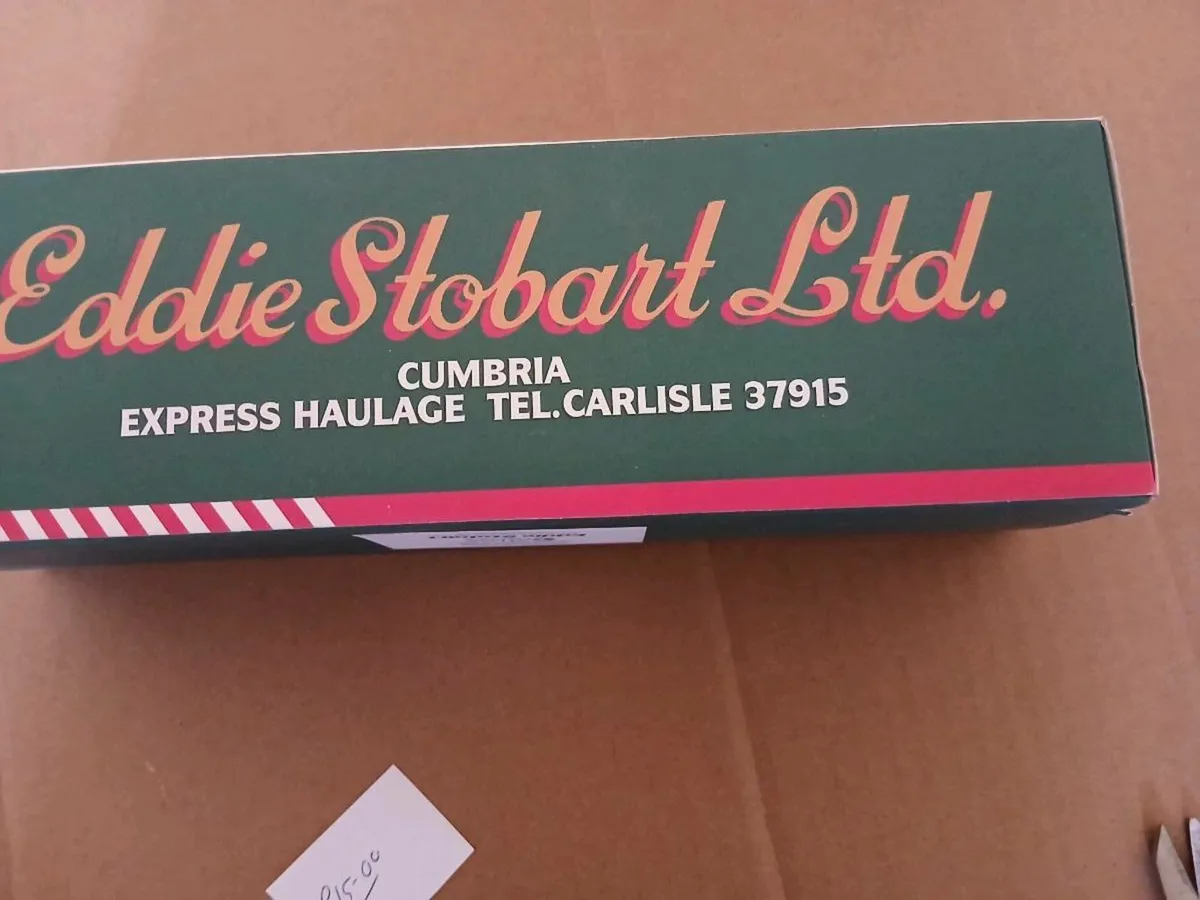 Eddie Stobart Ltd.
CUMBRIA
EXPRESS HAULAGE TEL.CARLISLE 37915